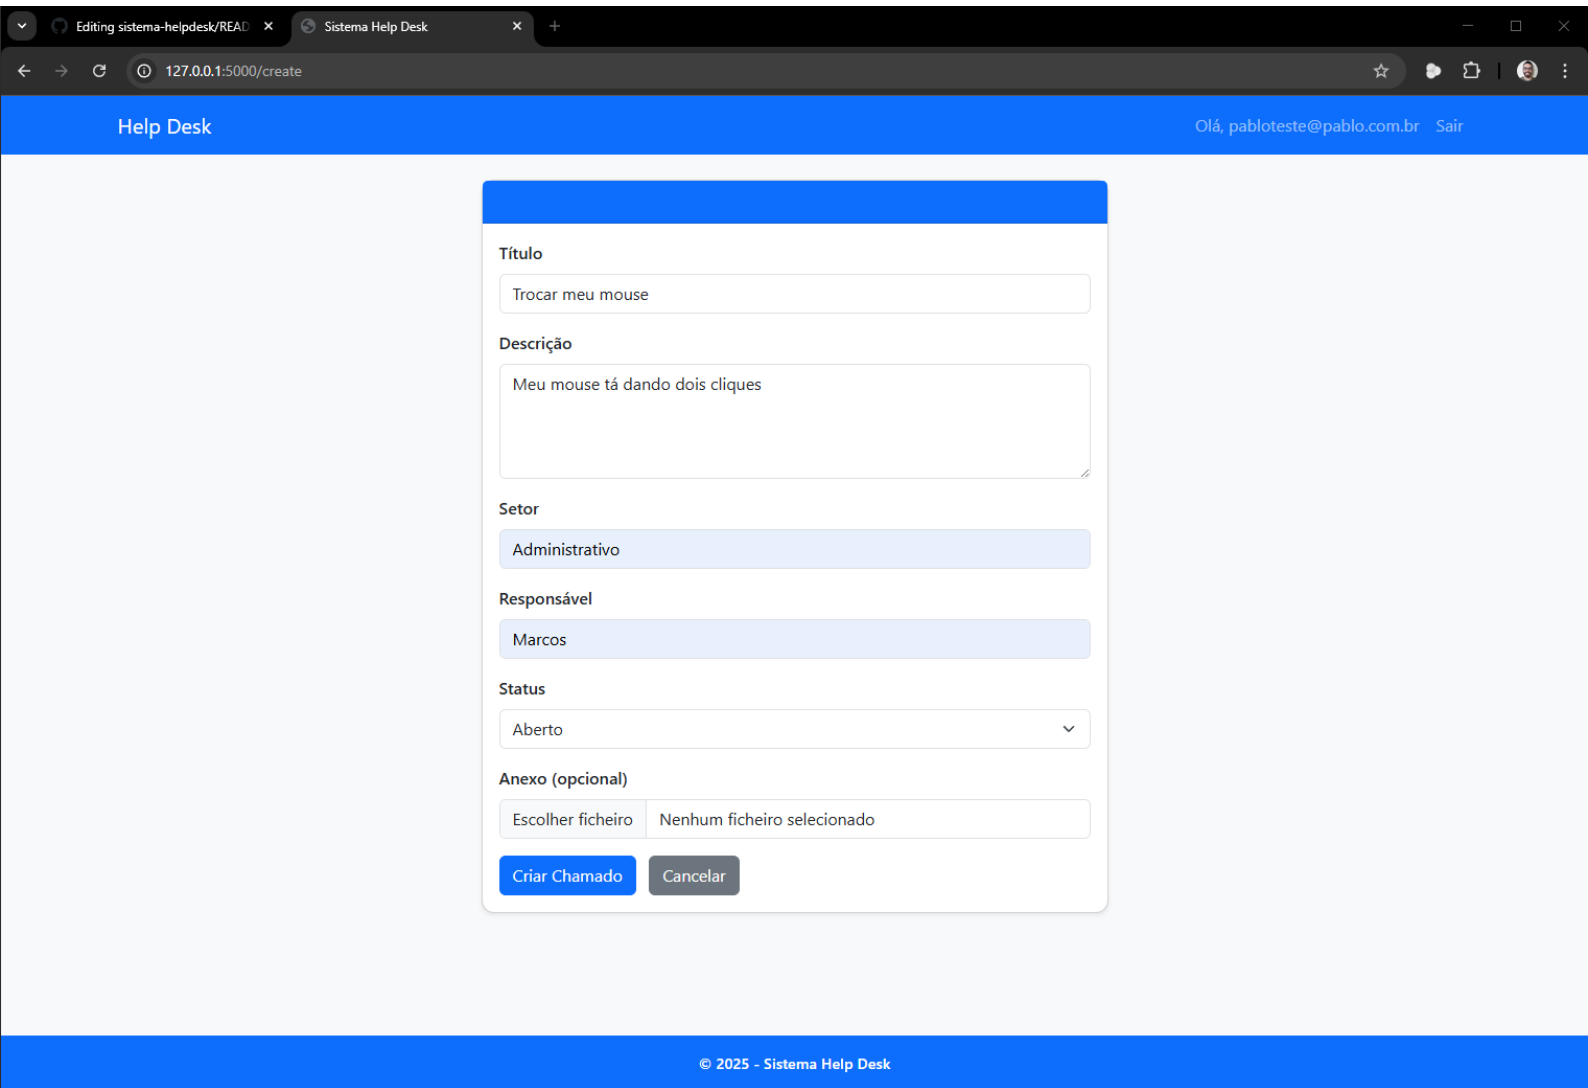 Editing sistema-helpdesk/READ
Sistema Help Desk
127.0.0.1:5000/create
Help Desk
Olá, pabloteste@pablo.com.br Sair
Título
Trocar meu mouse
Descrição
Meu mouse tá dando dois cliques
Setor
Administrativo
Responsável
Marcos
Status
Aberto
Anexo (opcional)
Escolher ficheiro Nenhum ficheiro selecionado
Criar Chamado Cancelar
© 2025 - Sistema Help Desk